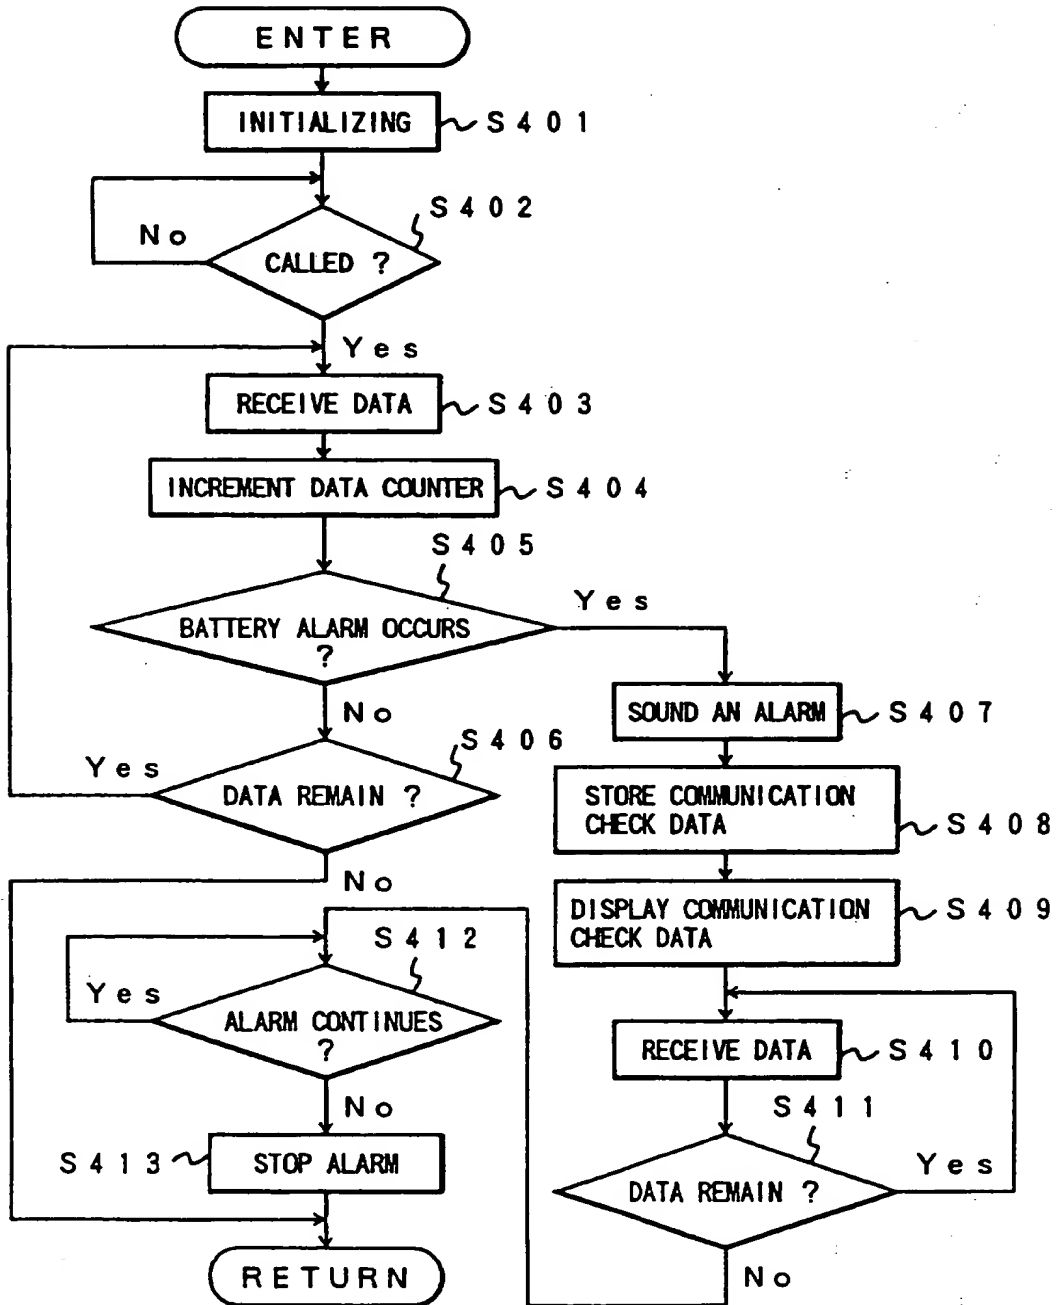 ENTER
INITIALIZING
S401
S402
No
CALLED ?
Yes
RECEIVE DATA
S403
INCREMENT DATA COUNTER
S404
S405
Yes
BATTERY ALARM OCCURS
?
No
SOUND AN ALARM
S407
S406
Yes
DATA REMAIN ?
STORE COMMUNICATION
CHECK DATA
S408
No
DISPLAY COMMUNICATION
CHECK DATA
S409
S412
Yes
ALARM CONTINUES
?
RECEIVE DATA
S410
No
S411
S413
STOP ALARM
Yes
DATA REMAIN ?
RETURN
No